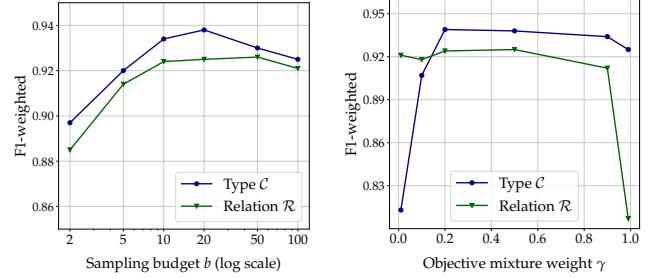 F1-weighted
0.94
0.92
0.90
0.88
0.86
2
5
10
20
50
100
Type 𝒞
Relation ℛ
Sampling budget b (log scale)
F1-weighted
0.95
0.92
0.89
0.86
0.83
0.0
0.2
0.4
0.6
0.8
1.0
Type 𝒞
Relation ℛ
Objective mixture weight γ